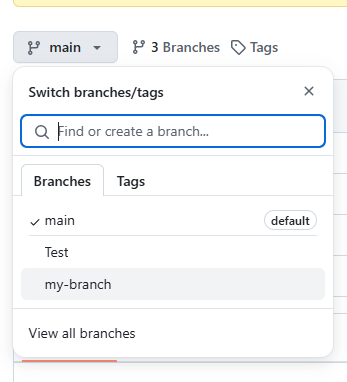 main 3 Branches Tags
Switch branches/tags
Find or create a branch...
Branches Tags
main default
Test
my-branch
View all branches